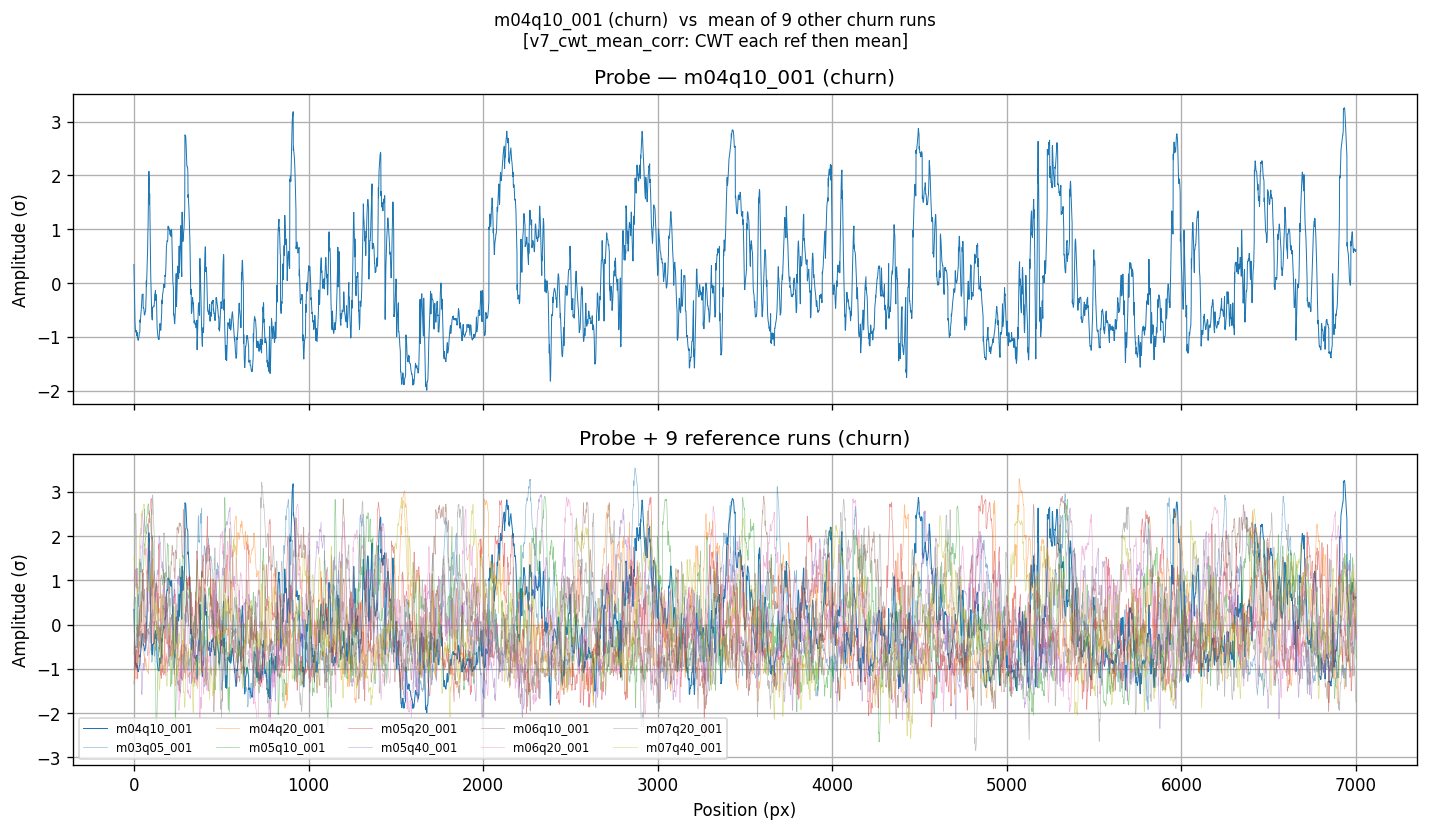 m04q10_001 (churn)  vs  mean of 9 other churn runs
[v7_cwt_mean_corr: CWT each ref then mean]
Probe — m04q10_001 (churn)
3
2
1
0
−1
−2
Amplitude (σ)
Probe + 9 reference runs (churn)
3
2
1
0
−1
−2
−3
Amplitude (σ)
m04q10_001 m04q20_001 m05q20_001 m06q10_001 m07q20_001
m03q05_001 m05q10_001 m05q40_001 m06q20_001 m07q40_001
0 1000 2000 3000 4000 5000 6000 7000
Position (px)